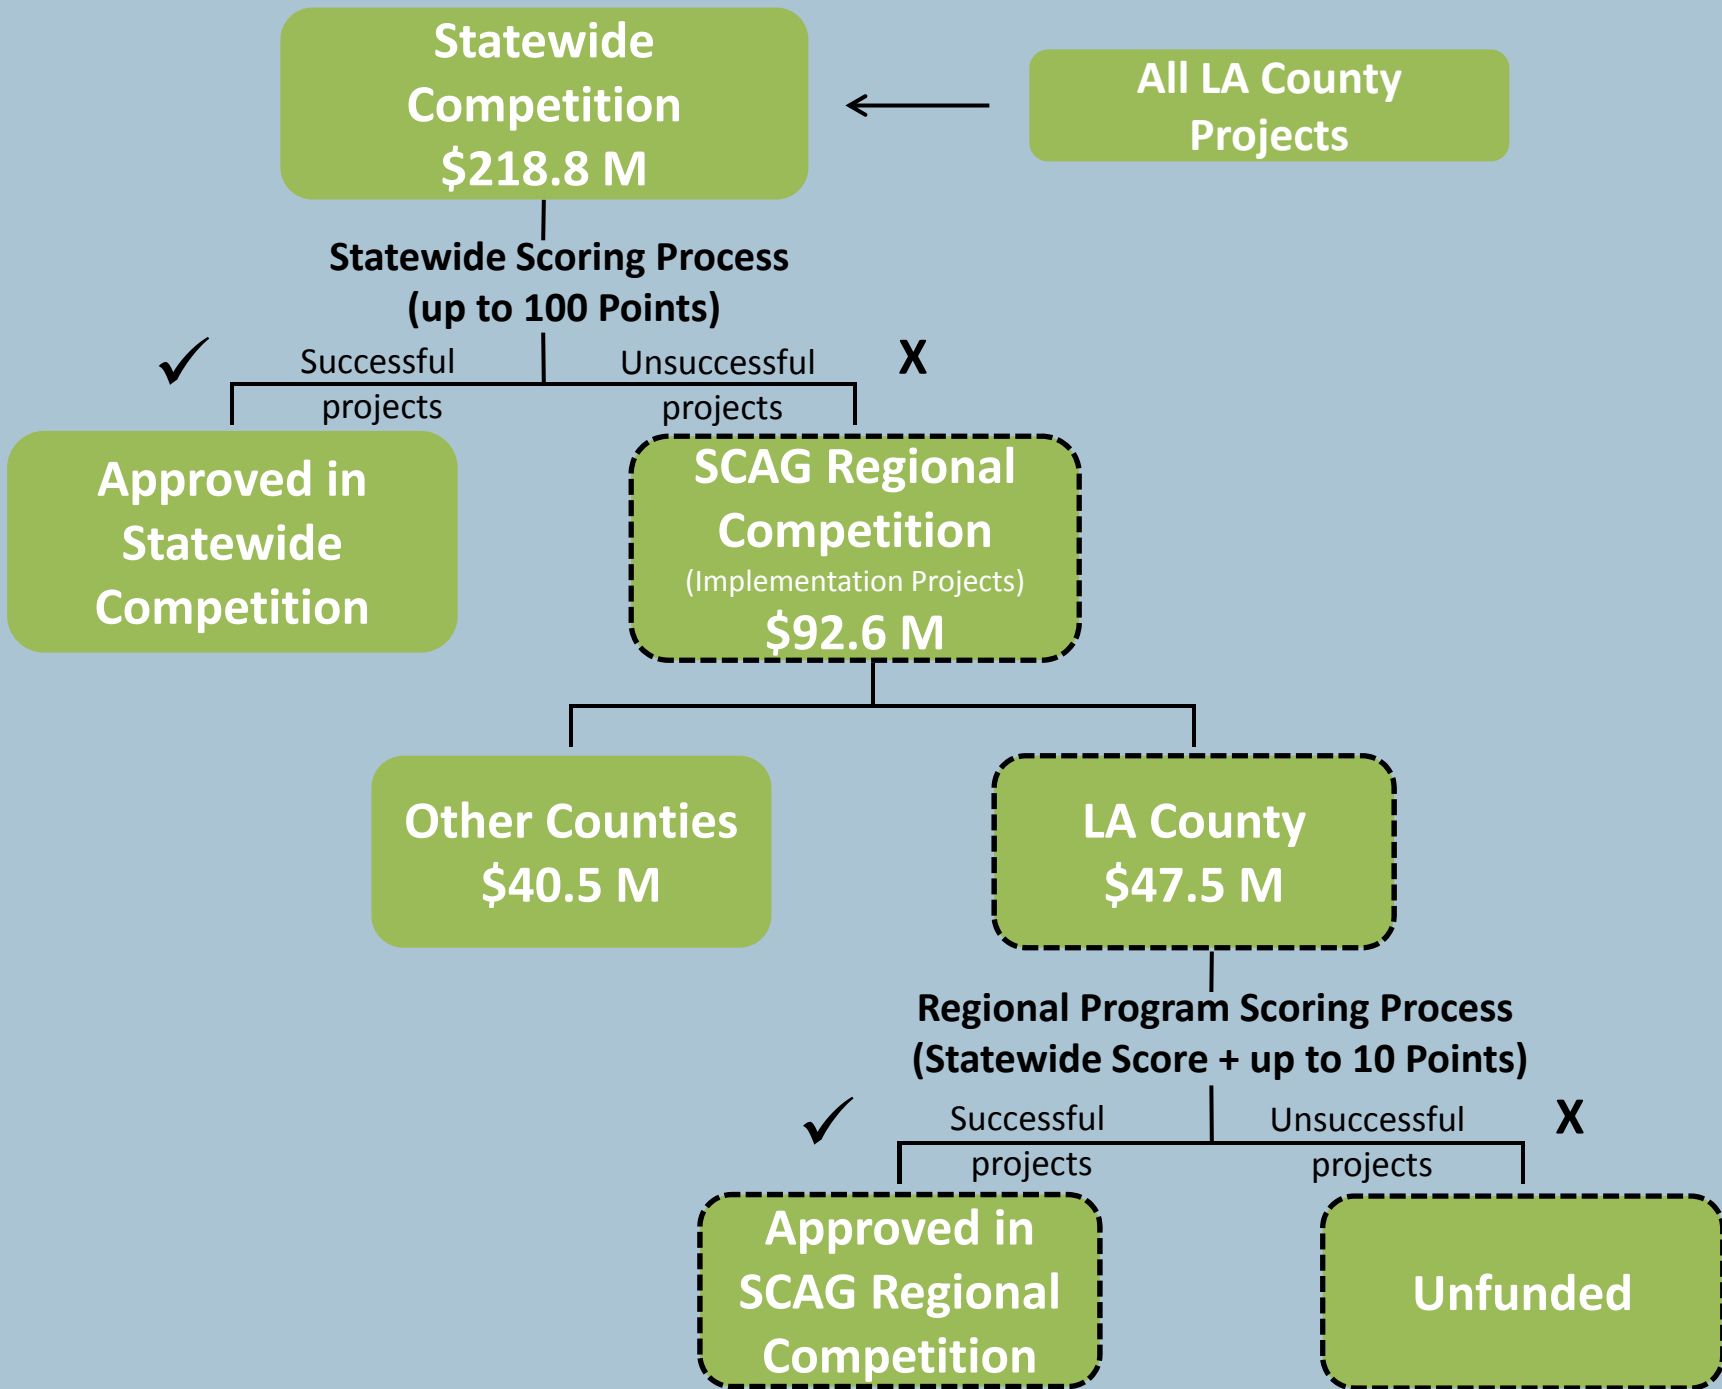 Statewide
Competition
$218.8 M
All LA County
Projects
Statewide Scoring Process
(up to 100 Points)
✓
Successful
projects
Unsuccessful
projects
X
Approved in
Statewide
Competition
SCAG Regional
Competition
(Implementation Projects)
$92.6 M
Other Counties
$40.5 M
LA County
$47.5 M
Regional Program Scoring Process
(Statewide Score + up to 10 Points)
✓
Successful
projects
Unsuccessful
projects
X
Approved in
SCAG Regional
Competition
Unfunded